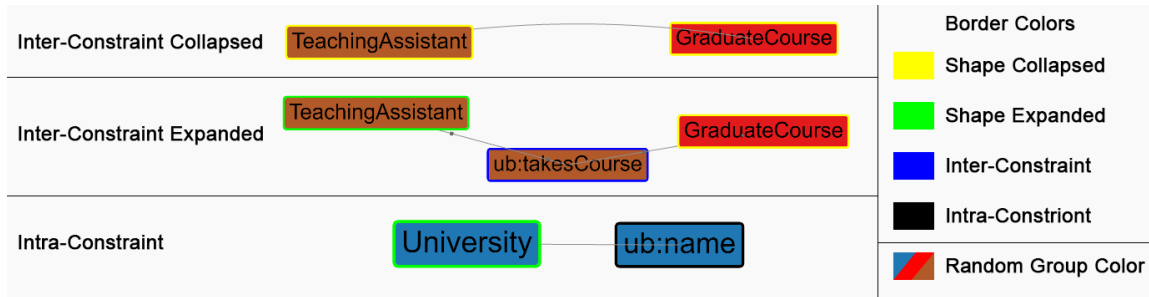 Inter-Constraint Collapsed
TeachingAssistant
GraduateCourse
Inter-Constraint Expanded
TeachingAssistant
GraduateCourse
ub:takesCourse
Intra-Constraint
University
ub:name
Border Colors
Shape Collapsed
Shape Expanded
Inter-Constraint
Intra-Constriont
Random Group Color